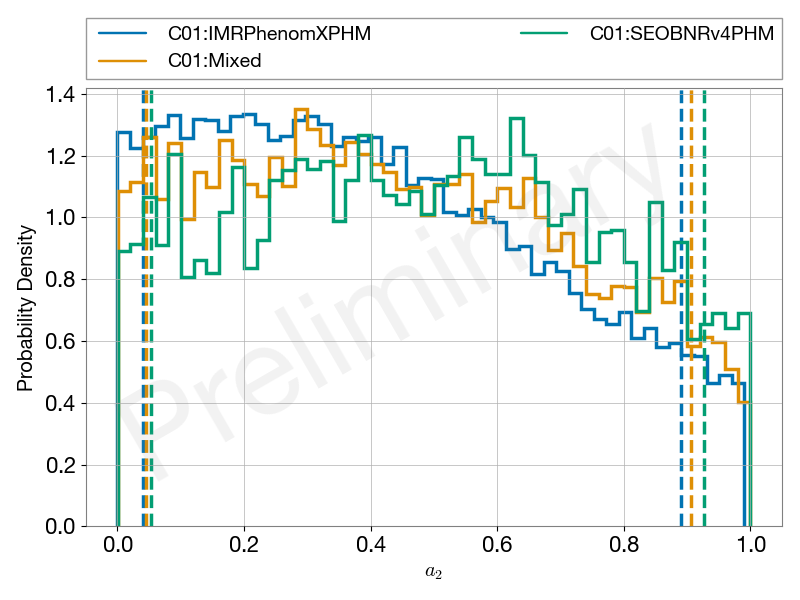 C01:IMRPhenomXPHM
C01:Mixed
C01:SEOBNRv4PHM
1.4
1.2
1.0
0.8
0.6
0.4
0.2
0.0
Probability Density
Preliminary
0.0 0.2 0.4 0.6 0.8 1.0
a₂